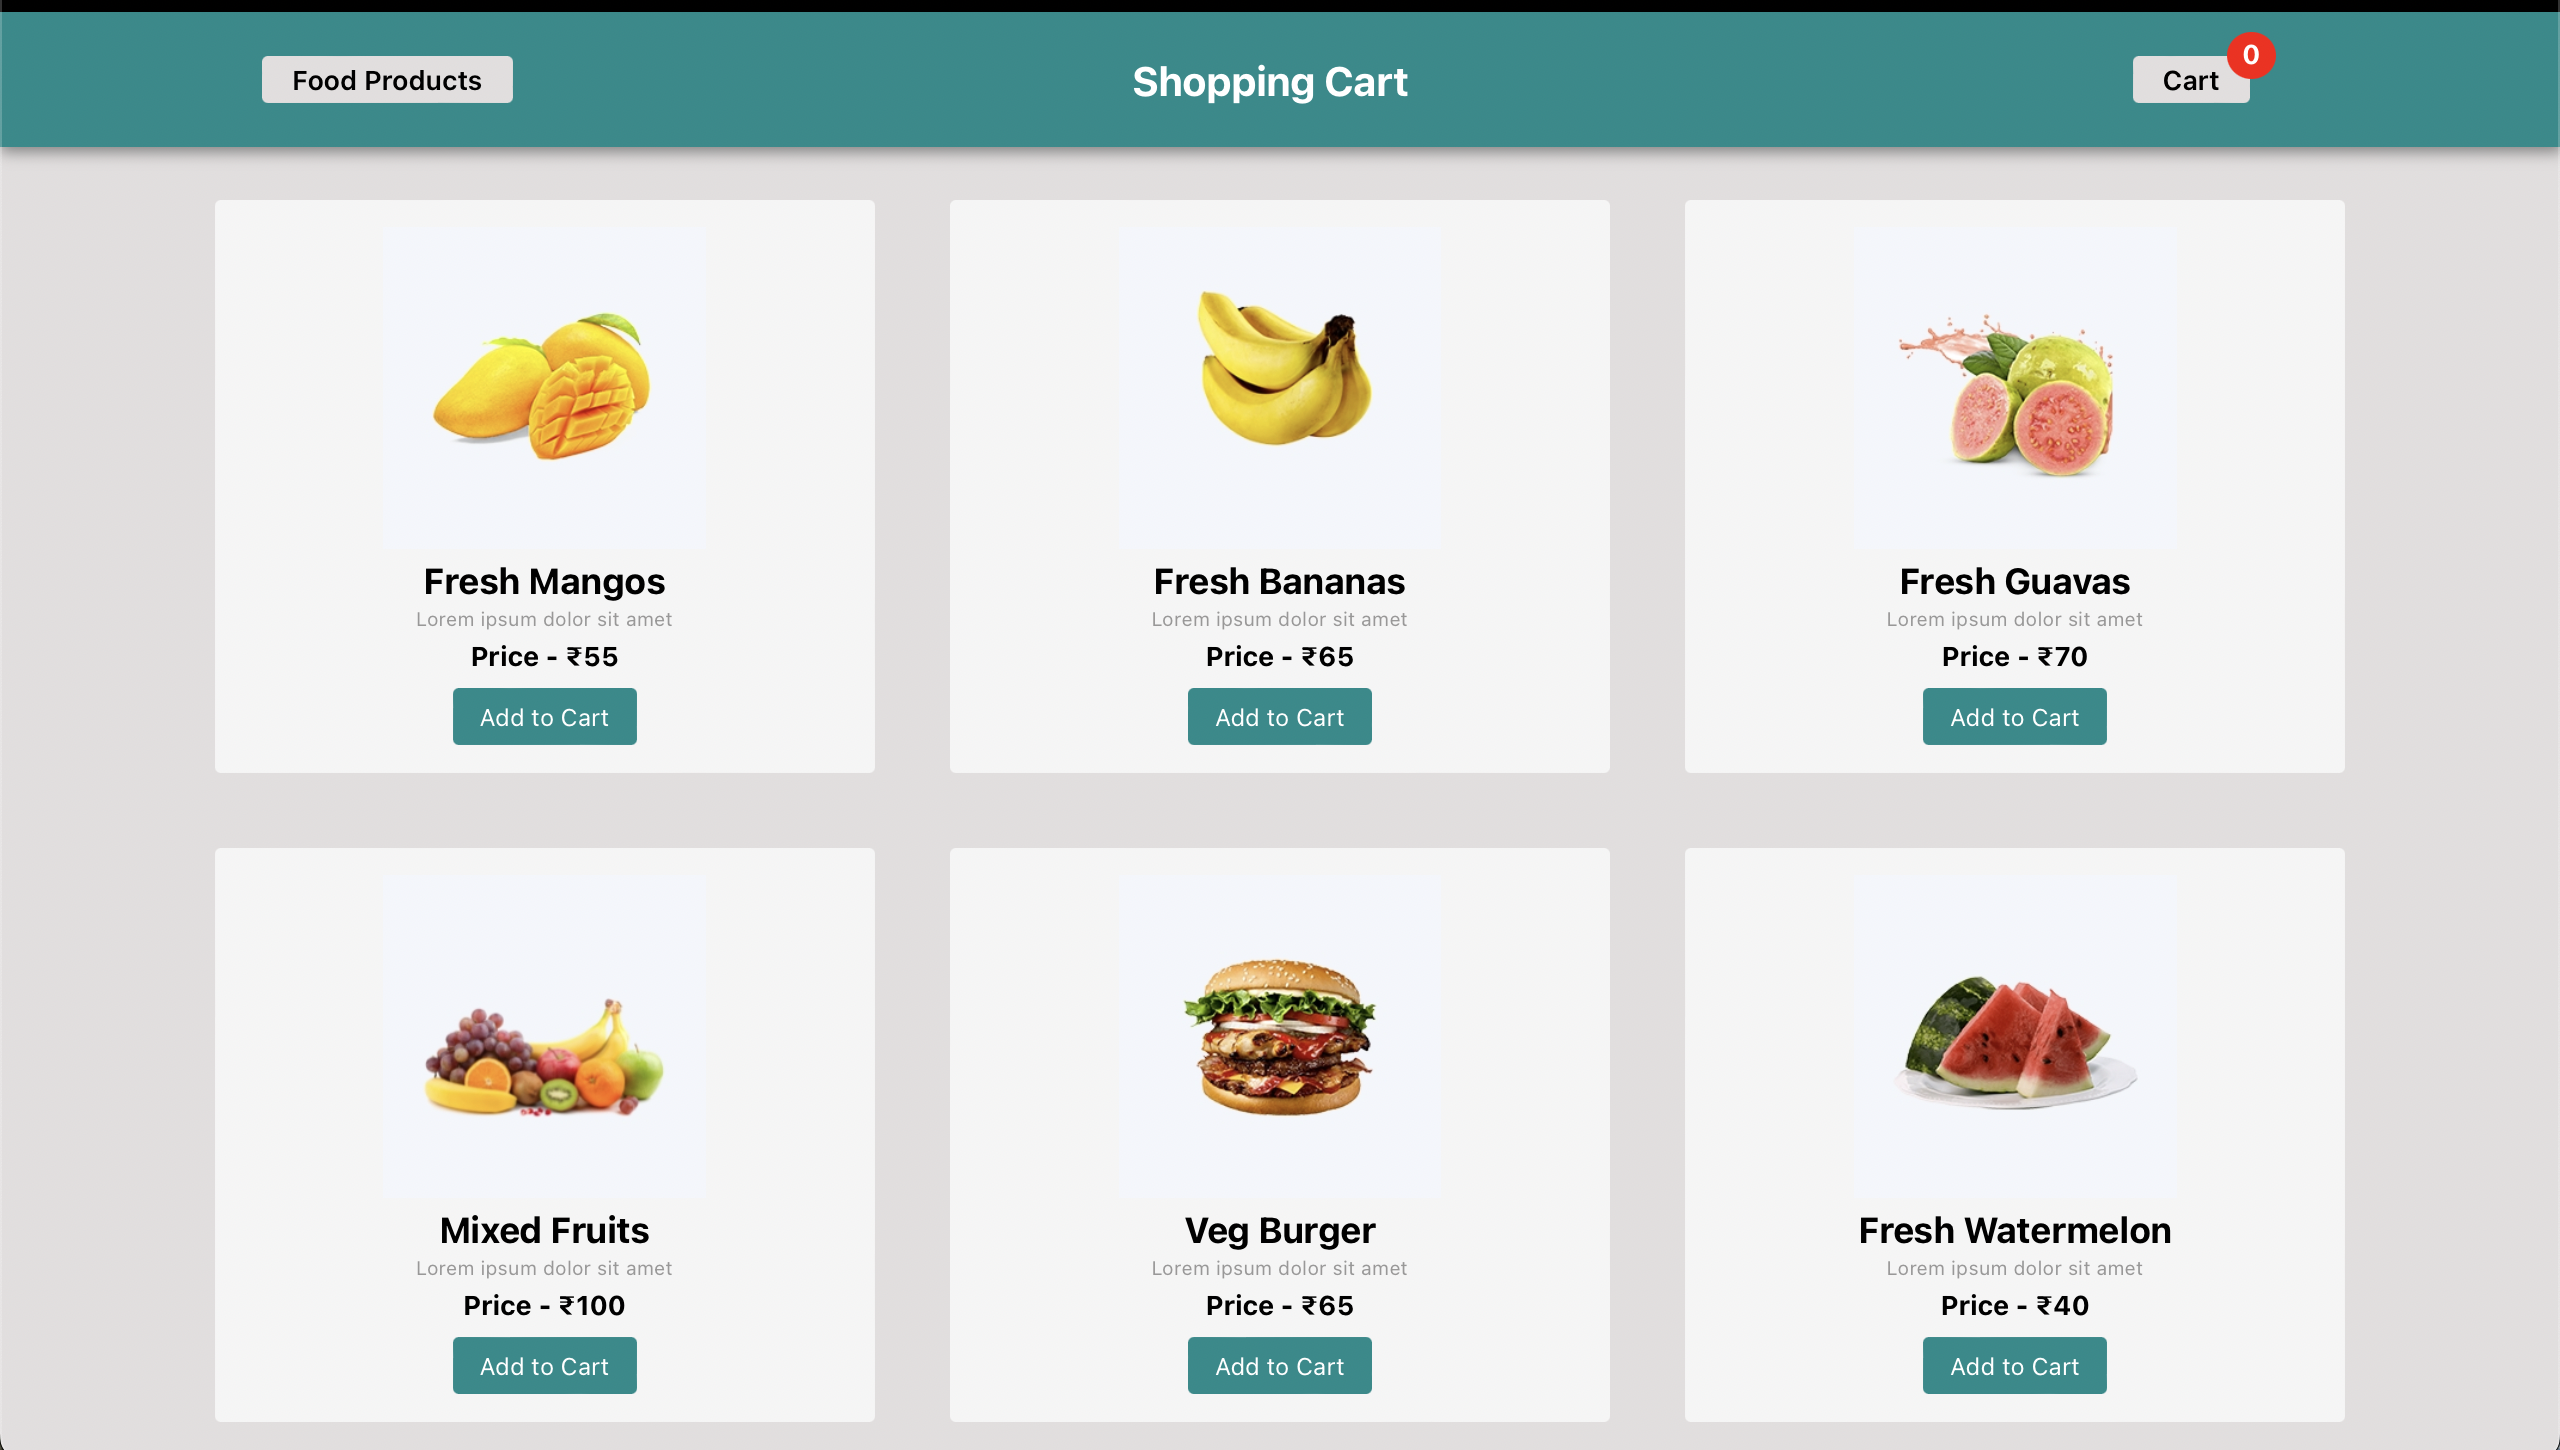 Food Products
Shopping Cart
Cart
0
Fresh Mangos
Lorem ipsum dolor sit amet
Price - ₹55
Add to Cart
Fresh Bananas
Lorem ipsum dolor sit amet
Price - ₹65
Add to Cart
Fresh Guavas
Lorem ipsum dolor sit amet
Price - ₹70
Add to Cart
Mixed Fruits
Lorem ipsum dolor sit amet
Price - ₹100
Add to Cart
Veg Burger
Lorem ipsum dolor sit amet
Price - ₹65
Add to Cart
Fresh Watermelon
Lorem ipsum dolor sit amet
Price - ₹40
Add to Cart